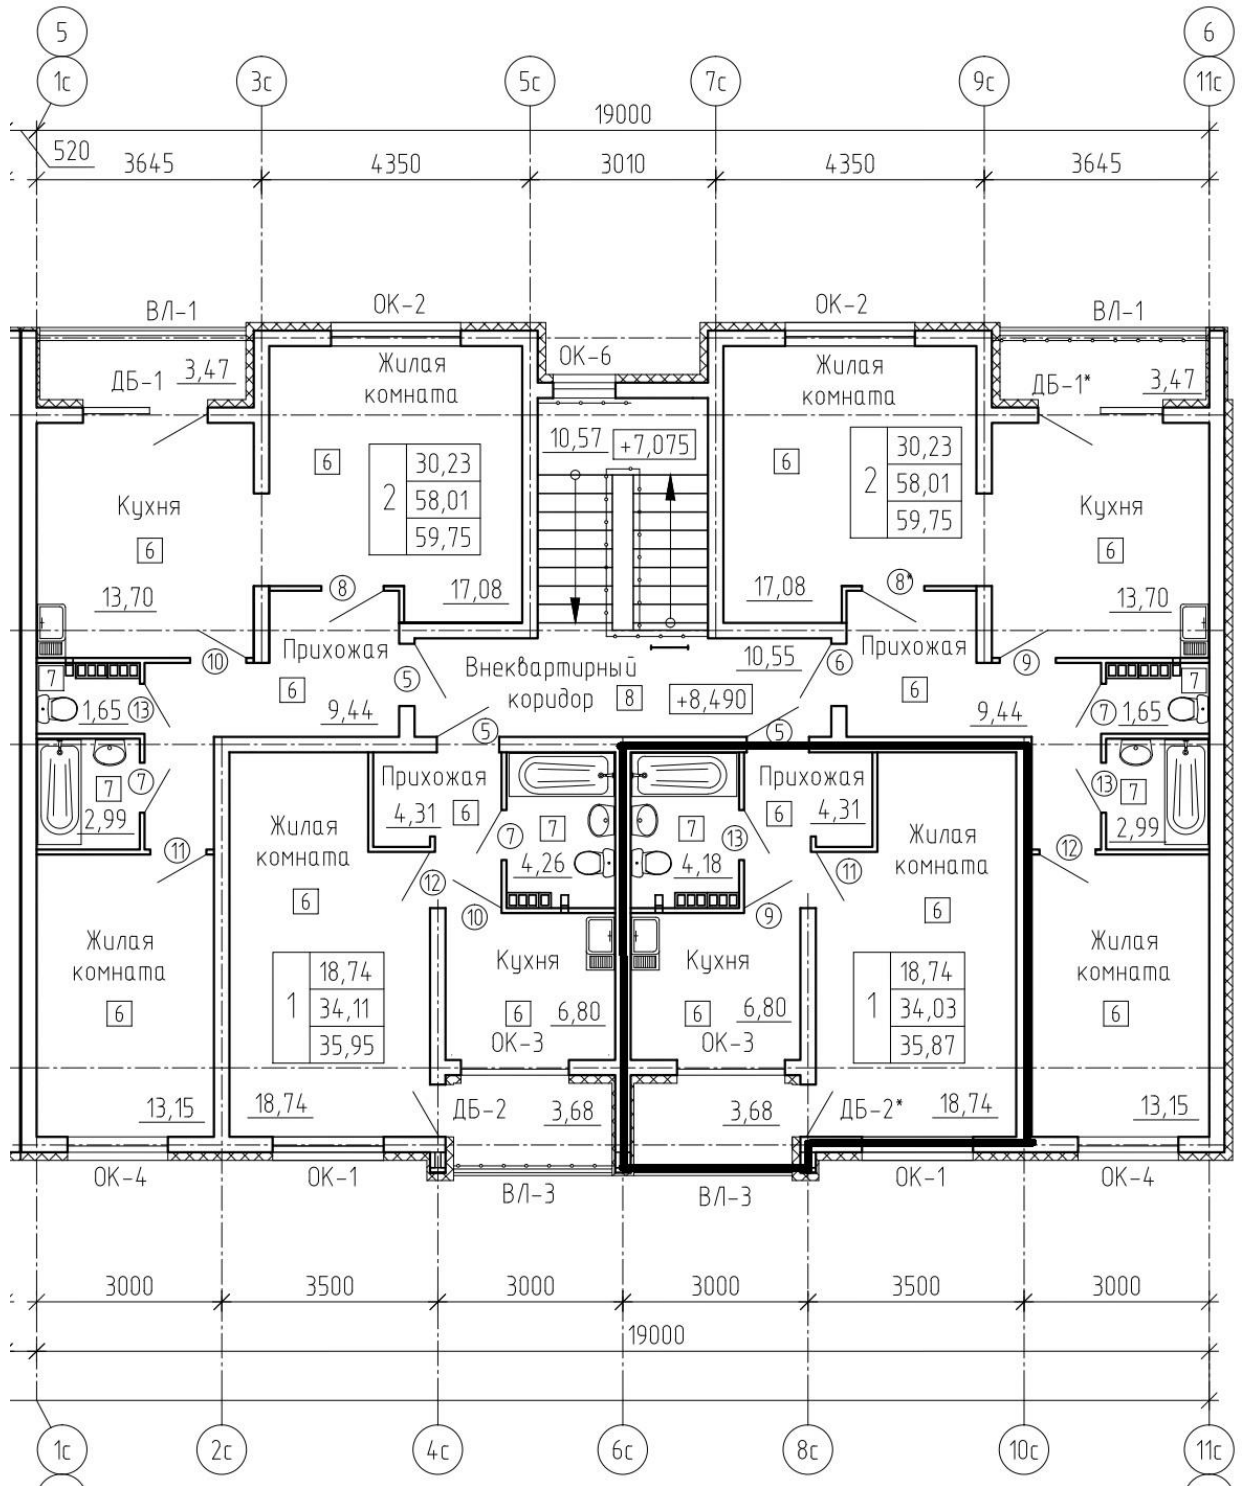 5
6
1с
3с
5с
7с
9с
11с
19000
520
3645
4350
3010
4350
3645
ВЛ-1
ОК-2
ОК-2
ВЛ-1
ОК-6
ДБ-1
3,47
Жилая
комната
Жилая
комната
ДБ-1*
3,47
10,57
+7,075
6
2
30,23
58,01
59,75
6
2
30,23
58,01
59,75
Кухня
6
13,70
Кухня
6
13,70
8
17,08
17,08
8*
10
Прихожая
6
9,44
5
Внеквартирный
коридор
8
10,55
+8,490
6
Прихожая
6
9,44
9
7
1,65
13
7
1,65
7
5
5
7
2,99
7
7
2,99
13
Прихожая
4,31
6
Прихожая
6
4,31
Жилая
комната
6
7
7
4,26
7
4,18
13
Жилая
комната
6
11
12
10
9
11
12
Жилая
комната
6
Кухня
6
6,80
Кухня
6
6,80
Жилая
комната
6
1
18,74
34,11
35,95
1
18,74
34,03
35,87
ОК-3
ОК-3
13,15
18,74
ДБ-2
3,68
3,68
ДБ-2*
18,74
13,15
ОК-4
ОК-1
ВЛ-3
ВЛ-3
ОК-1
ОК-4
3000
3500
3000
3000
3500
3000
19000
1с
2с
4с
6с
8с
10с
11с